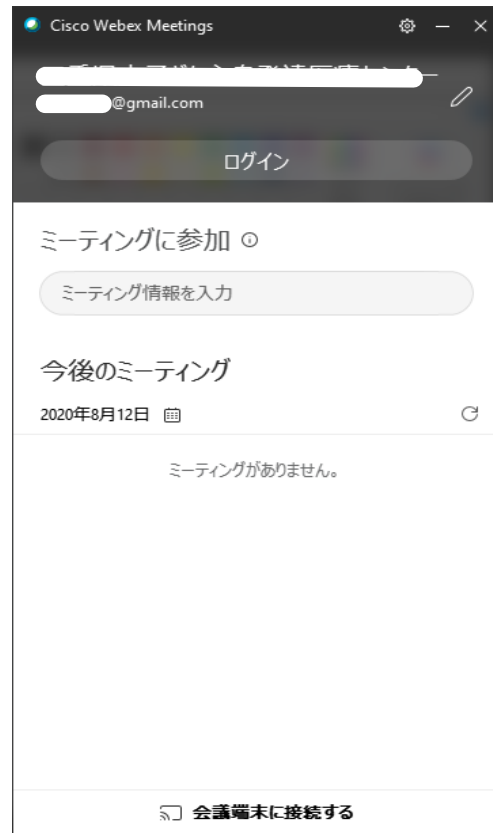 Cisco Webex Meetings
@gmail.com
ログイン
ミーティングに参加
ミーティング情報を入力
今後のミーティング
2020年8月12日
ミーティングがありません。
会議端末に接続する